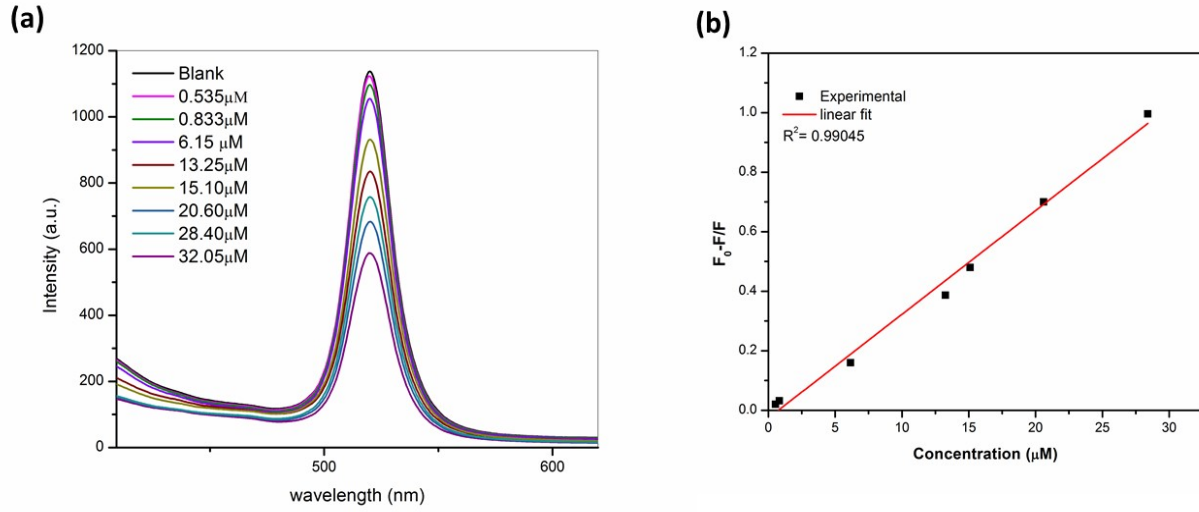 (a)
1200
1000
800
600
400
200
0
Intensity (a.u.)
Blank
0.535μM
0.833μM
6.15 μM
13.25μM
15.10μM
20.60μM
28.40μM
32.05μM
500
600
wavelength (nm)
(b)
1.2
1.0
0.8
0.6
0.4
0.2
0.0
F₀-F/F
Experimental
linear fit
R²= 0.99045
0
5
10
15
20
25
30
Concentration (μM)